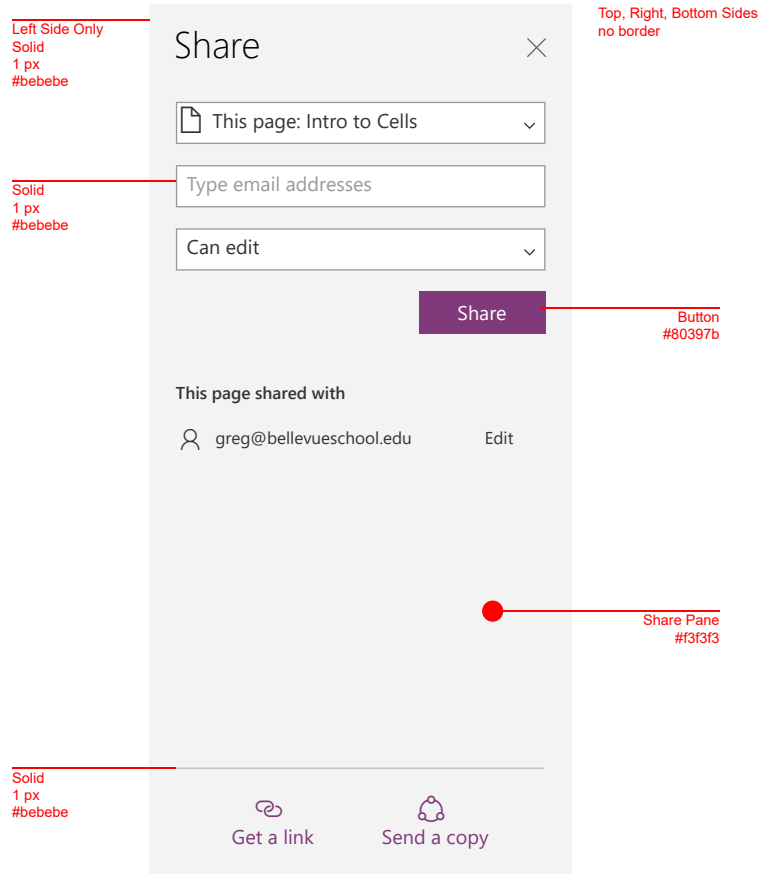 Left Side Only
Solid
1 px
#bebebe
Top, Right, Bottom Sides
no border
Share
This page: Intro to Cells
Type email addresses
Solid
1 px
#bebebe
Can edit
Share
Button
#80397b
This page shared with
greg@bellevueschool.edu Edit
Share Pane
#f3f3f3
Solid
1 px
#bebebe
Get a link Send a copy